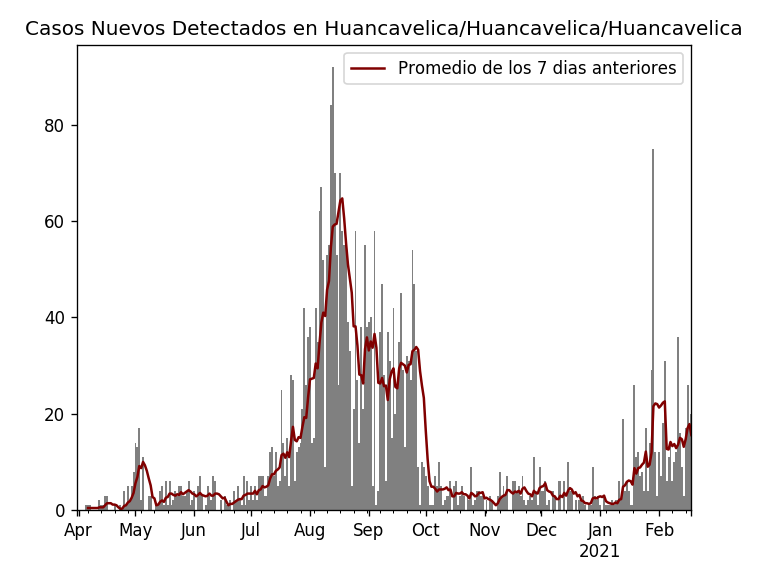 Casos Nuevos Detectados en Huancavelica/Huancavelica/Huancavelica
Promedio de los 7 dias anteriores
80
60
40
20
0
Apr May Jun Jul Aug Sep Oct Nov Dec Jan Feb
2021